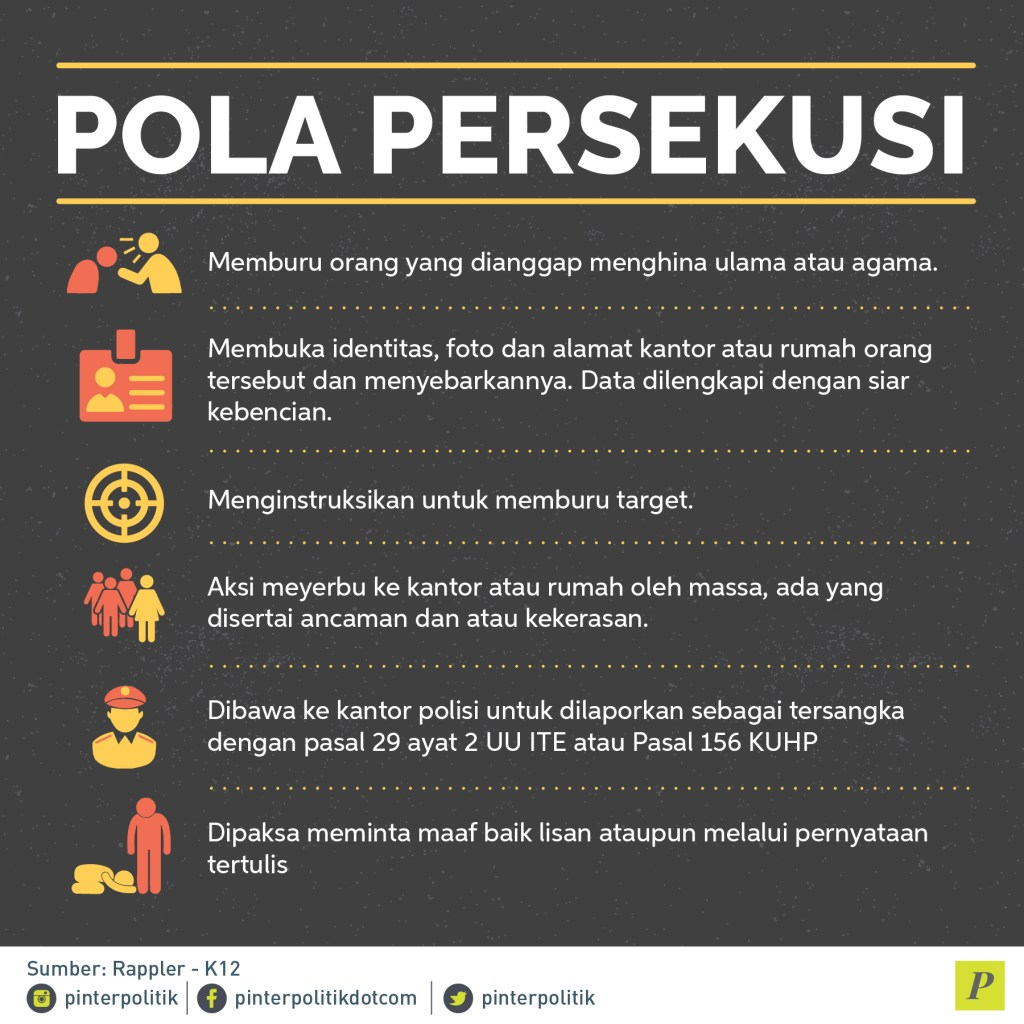 POLA PERSEKUSI
Memburu orang yang dianggap menghina ulama atau agama.
Membuka identitas, foto dan alamat kantor atau rumah orang
tersebut dan menyebarkannya. Data dilengkapi dengan siar
kebencian.
Menginstruksikan untuk memburu target.
Aksi meyerbu ke kantor atau rumah oleh massa, ada yang
disertai ancaman dan atau kekerasan.
Dibawa ke kantor polisi untuk dilaporkan sebagai tersangka
dengan pasal 29 ayat 2 UU ITE atau Pasal 156 KUHP
Dipaksa meminta maaf baik lisan ataupun melalui pernyataan
tertulis
Sumber: Rappler - K12
pinterpolitik pinterpolitikdotcom pinterpolitik
P